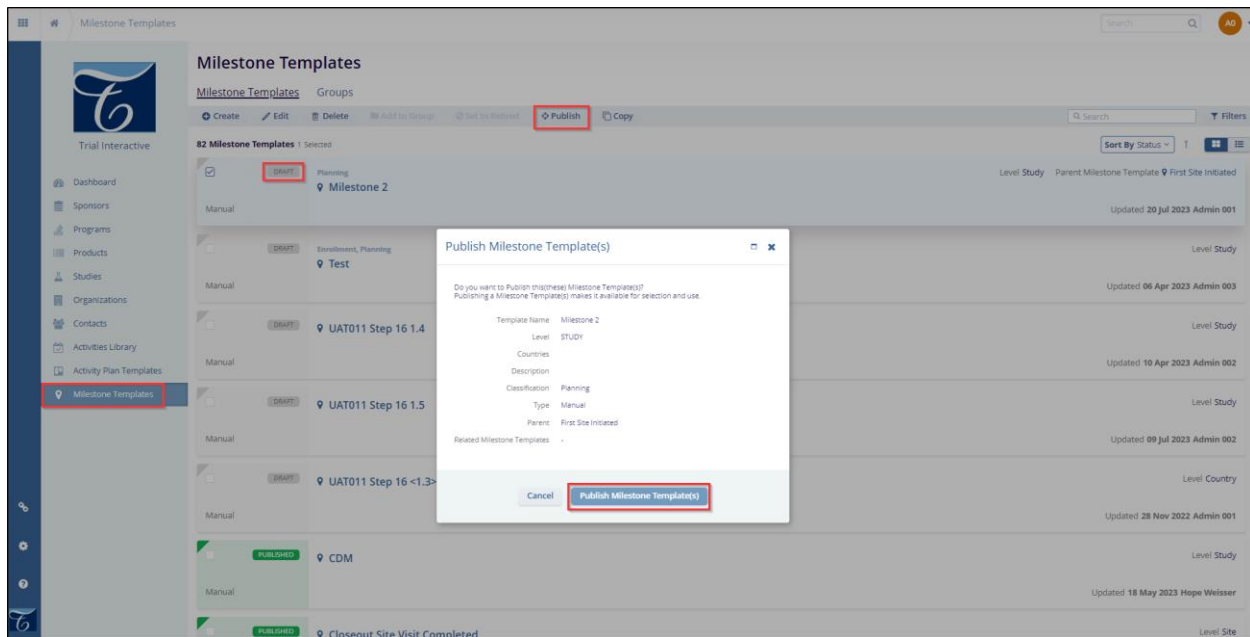 Milestone Templates
Search
AO
Trial Interactive
Dashboard
Sponsors
Programs
Products
Studies
Organizations
Contacts
Activities Library
Activity Plan Templates
Milestone Templates
Milestone Templates
Milestone Templates Groups
Create Edit Delete Add to Group Set to Retired Publish Copy Search Filters
82 Milestone Templates 1 Selected Sort By Status
DRAFT Planning Level Study Parent Milestone Template First Site Initiated
Milestone 2
Manual Updated 20 Jul 2023 Admin 001
DRAFT Enrollment, Planning Level Study
Test
Manual Updated 06 Apr 2023 Admin 003
DRAFT UAT011 Step 16 1.4 Level Study
Manual Updated 10 Apr 2023 Admin 002
DRAFT UAT011 Step 16 1.5 Level Study
Manual Updated 09 Jul 2023 Admin 002
DRAFT UAT011 Step 16 <1.3> Level Country
Manual Updated 28 Nov 2022 Admin 001
PUBLISHED CDM Level Study
Manual Updated 18 May 2023 Hope Weisser
PUBLISHED Closeout Site Visit Completed Level Site
Publish Milestone Template(s)
Do you want to Publish this(these) Milestone Template(s)?
Publishing a Milestone Template(s) makes it available for selection and use.
Template Name Milestone 2
Level STUDY
Countries
Description
Classification Planning
Type Manual
Parent First Site Initiated
Related Milestone Templates -
Cancel Publish Milestone Template(s)